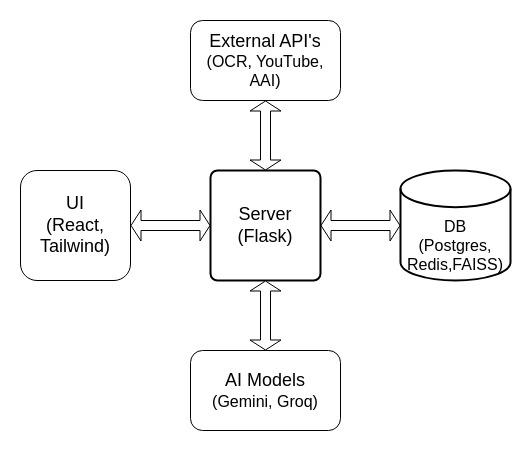 External API's
(OCR, YouTube,
AAI)
UI
(React,
Tailwind)
Server
(Flask)
DB
(Postgres,
Redis,FAISS)
AI Models
(Gemini, Groq)